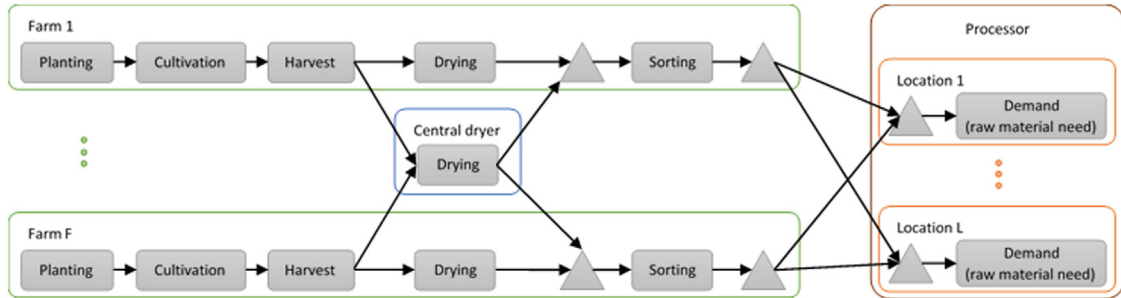 Farm 1
Planting
Cultivation
Harvest
Drying
Sorting
Central dryer
Drying
Farm F
Planting
Cultivation
Harvest
Drying
Sorting
Processor
Location 1
Demand
(raw material need)
Location L
Demand
(raw material need)